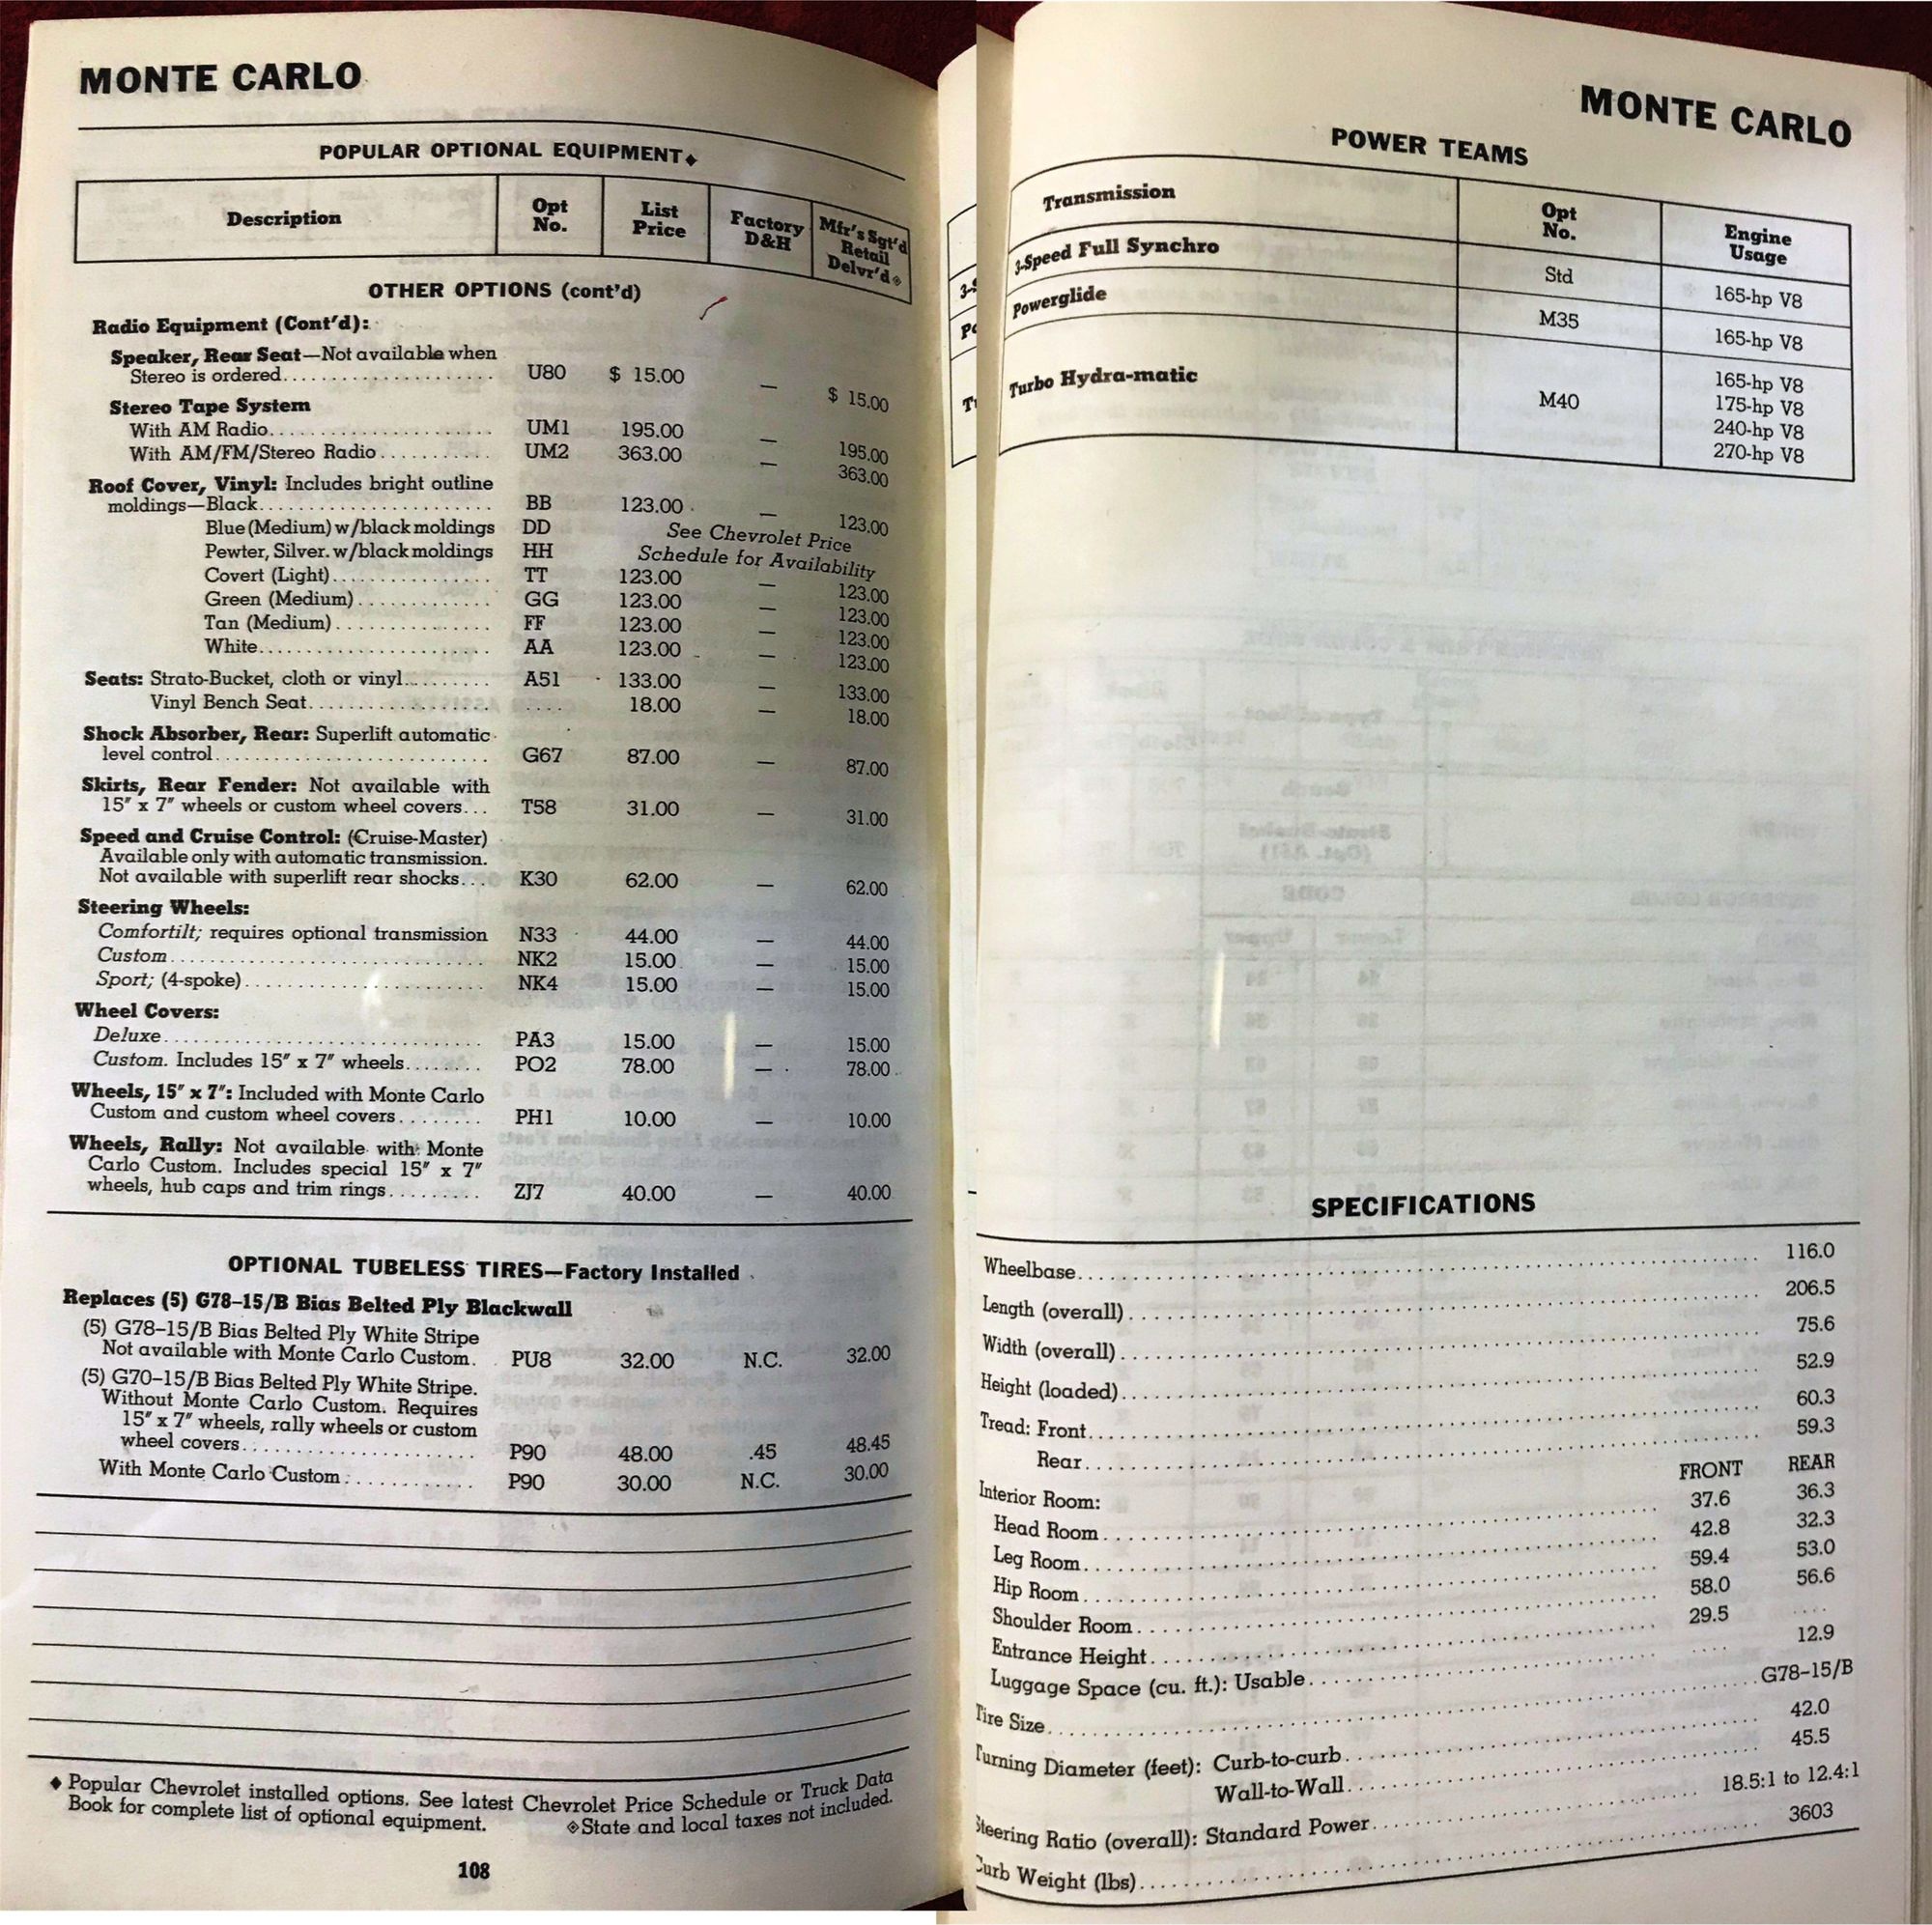 MONTE CARLO
POPULAR OPTIONAL EQUIPMENT◆
Description Opt No. List Price Factory D&H Mfr's Sgt'd Retail Delvr'd◈
OTHER OPTIONS (cont'd)
Radio Equipment (Cont'd):
Speaker, Rear Seat—Not available when
Stereo is ordered.................... U80 $ 15.00 — $ 15.00
Stereo Tape System
With AM Radio...................... UM1 195.00 — 195.00
With AM/FM/Stereo Radio........... UM2 363.00 — 363.00
Roof Cover, Vinyl: Includes bright outline
moldings—Black...................... BB 123.00 — 123.00
Blue (Medium) w/black moldings DD See Chevrolet Price
Pewter, Silver. w/black moldings HH Schedule for Availability
Covert (Light)................ TT 123.00 — 123.00
Green (Medium)............. GG 123.00 — 123.00
Tan (Medium)................ FF 123.00 — 123.00
White....................... AA 123.00 — 123.00
Seats: Strato-Bucket, cloth or vinyl......... A51 133.00 — 133.00
Vinyl Bench Seat.................. .... 18.00 — 18.00
Shock Absorber, Rear: Superlift automatic
level control.......................... G67 87.00 — 87.00
Skirts, Rear Fender: Not available with
15″ x 7″ wheels or custom wheel covers... T58 31.00 — 31.00
Speed and Cruise Control: (Cruise-Master)
Available only with automatic transmission.
Not available with superlift rear shocks... K30 62.00 — 62.00
Steering Wheels:
Comfortilt; requires optional transmission N33 44.00 — 44.00
Custom.............................. NK2 15.00 — 15.00
Sport; (4-spoke)........................ NK4 15.00 — 15.00
Wheel Covers:
Deluxe............................... PA3 15.00 — 15.00
Custom. Includes 15″ x 7″ wheels........ PO2 78.00 — 78.00
Wheels, 15″ x 7″: Included with Monte Carlo
Custom and custom wheel covers........ PH1 10.00 — 10.00
Wheels, Rally: Not available with Monte
Carlo Custom. Includes special 15″ x 7″
wheels, hub caps and trim rings......... ZJ7 40.00 — 40.00
OPTIONAL TUBELESS TIRES—Factory Installed
Replaces (5) G78–15/B Bias Belted Ply Blackwall
(5) G78–15/B Bias Belted Ply White Stripe
Not available with Monte Carlo Custom. PU8 32.00 N.C. 32.00
(5) G70–15/B Bias Belted Ply White Stripe.
Without Monte Carlo Custom. Requires
15″ x 7″ wheels, rally wheels or custom
wheel covers....................... P90 48.00 .45 48.45
With Monte Carlo Custom............ P90 30.00 N.C. 30.00
◆ Popular Chevrolet installed options. See latest Chevrolet Price Schedule or Truck Data
Book for complete list of optional equipment. ◈State and local taxes not included.
108
MONTE CARLO
POWER TEAMS
Transmission Opt No. Engine Usage
3-Speed Full Synchro Std 165-hp V8
Powerglide M35 165-hp V8
Turbo Hydra-matic M40 165-hp V8
175-hp V8
240-hp V8
270-hp V8
SPECIFICATIONS
Wheelbase.................... 116.0
Length (overall).................... 206.5
Width (overall).................... 75.6
Height (loaded).................... 52.9
Tread: Front.................... 60.3
Rear.................... 59.3
Interior Room: FRONT REAR
Head Room.................... 37.6 36.3
Leg Room.................... 42.8 32.3
Hip Room.................... 59.4 53.0
Shoulder Room.................... 58.0 56.6
Entrance Height.................... 29.5 ....
Luggage Space (cu. ft.): Usable.................... .... 12.9
Tire Size.................... G78–15/B
Turning Diameter (feet): Curb-to-curb.................... 42.0
Wall-to-Wall.................... 45.5
Steering Ratio (overall): Standard Power.................... 18.5:1 to 12.4:1
Curb Weight (lbs).................... 3603